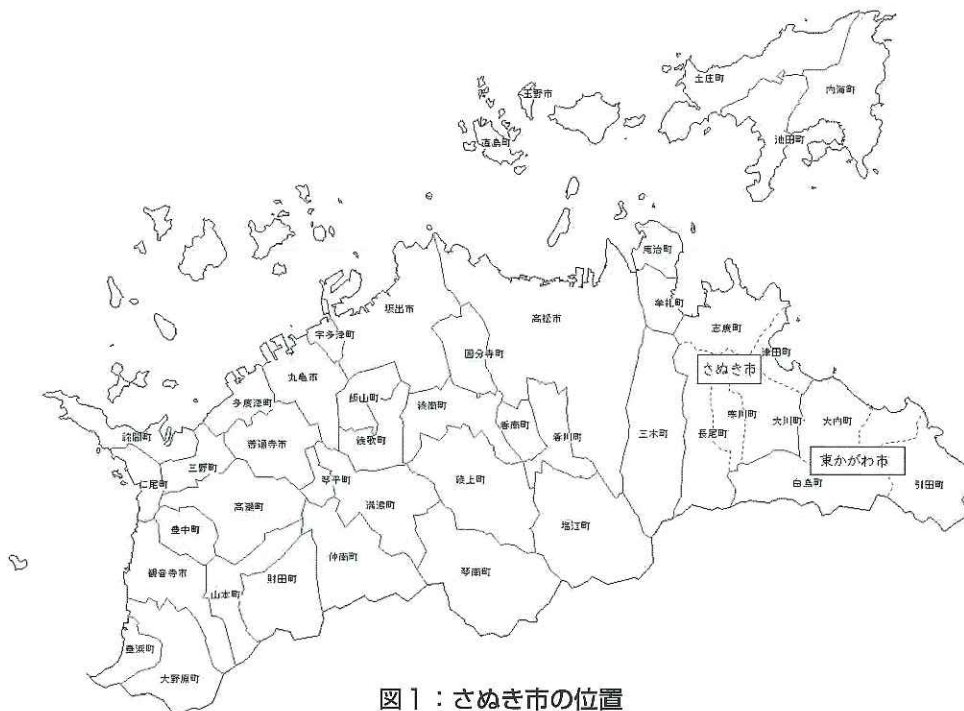 土庄町
内海町
玉野市
直島町
池田町
庵治町
坂出市
牟礼町
高松市
志度町
宇多津町
国分寺町
津田町
丸亀市
さぬき市
飯山町
綾南町
多度津町
香南町
香川町
寒川町
大川町
大内町
詫間町
善通寺市
綾歌町
三木町
長尾町
東かがわ市
三野町
仁尾町
琴平町
綾上町
白鳥町
引田町
高瀬町
満濃町
塩江町
豊中町
仲南町
観音寺市
財田町
琴南町
山本町
豊浜町
大野原町
図1:さぬき市の位置